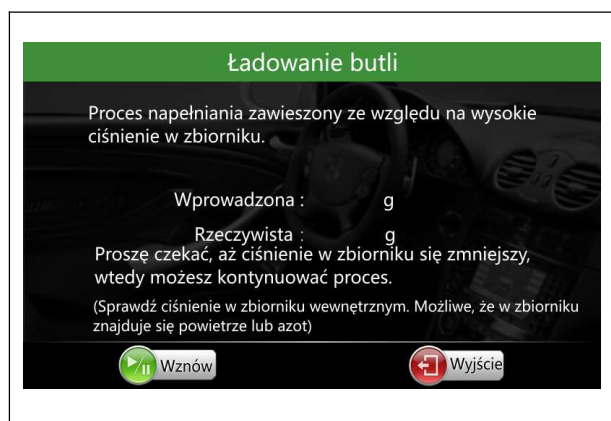 Ładowanie butli
Proces napełniania zawieszony ze względu na wysokie
ciśnienie w zbiorniku.
Wprowadzona : g
Rzeczywista : g
Proszę czekać, aż ciśnienie w zbiorniku się zmniejszy,
wtedy możesz kontynuować proces.
(Sprawdź ciśnienie w zbiorniku wewnętrznym. Możliwe, że w zbiorniku
znajduje się powietrze lub azot)
Wznów
Wyjście